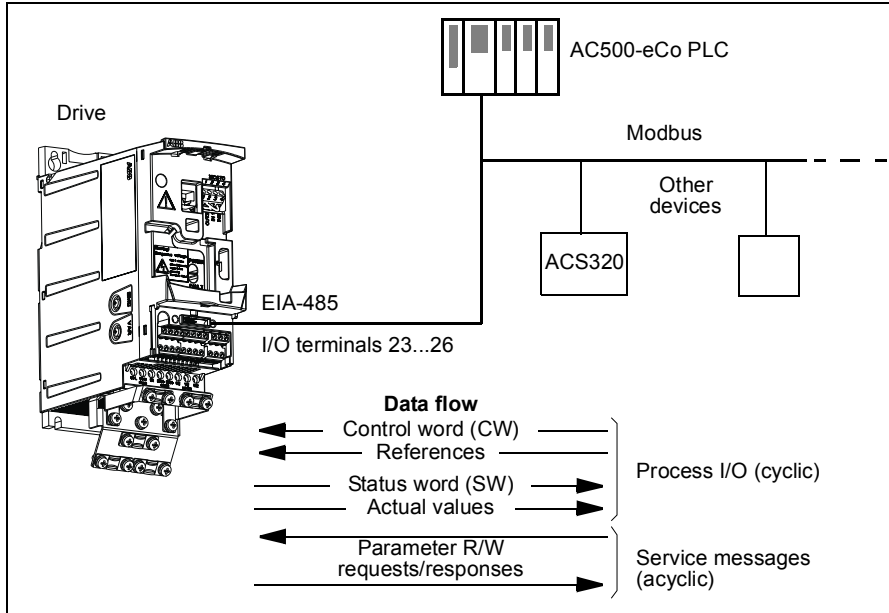 AC500-eCo PLC
Drive
Modbus
Other
devices
ACS320
EIA-485
I/O terminals 23...26
Data flow
Control word (CW)
References
Status word (SW)
Actual values
Process I/O (cyclic)
Parameter R/W
requests/responses
Service messages
(acyclic)